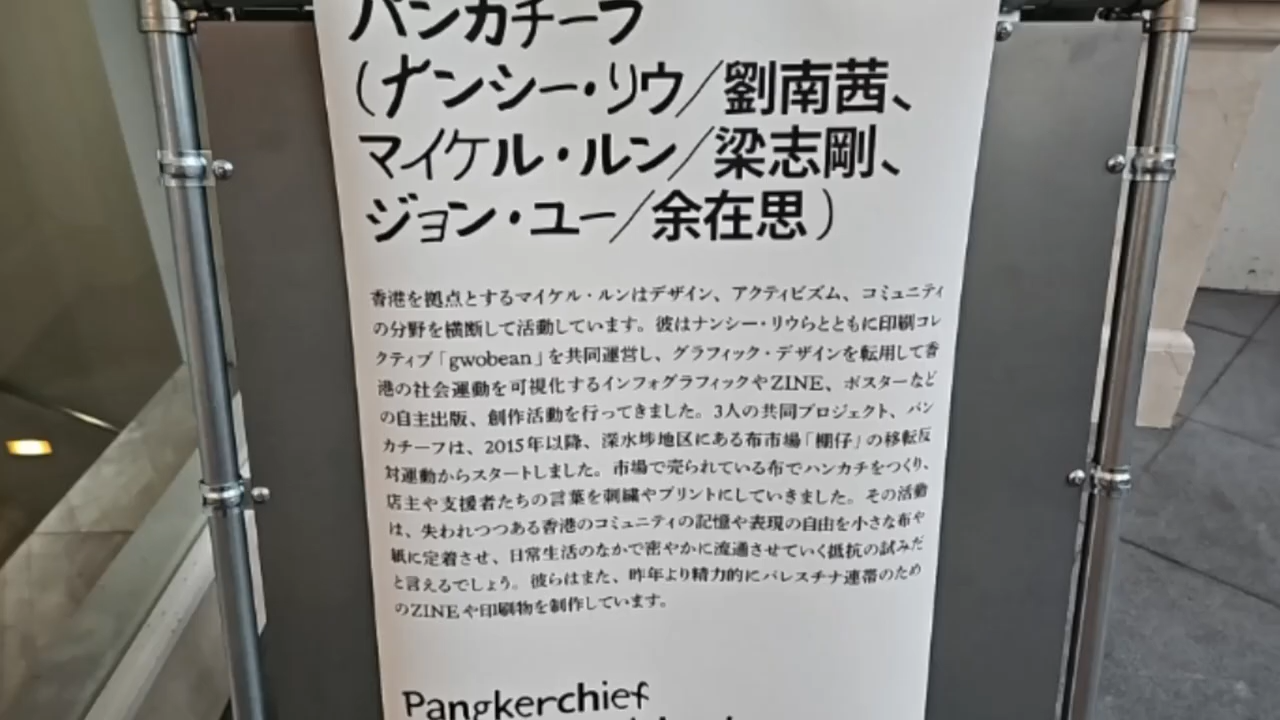 パンカチーフ
(ナンシー・リウ／劉南茜、
マイケル・ルン／梁志剛、
ジョン・ユー／余在思)
香港を拠点とするマイケル・ルンはデザイン、アクティビズム、コミュニティ
の分野を横断して活動しています。彼はナンシー・リウらとともに印刷コレ
クティブ「gwobean」を共同運営し、グラフィック・デザインを転用して香
港の社会運動を可視化するインフォグラフィックやZINE、ポスターなど
の自主出版、創作活動を行ってきました。3人の共同プロジェクト、パン
カチーフは、2015年以降、深水埗地区にある布市場「棚仔」の移転反
対運動からスタートしました。市場で売られている布でハンカチをつくり、
店主や支援者たちの言葉を刺繍やプリントにしていきました。その活動
は、失われつつある香港のコミュニティの記憶や表現の自由を小さな布や
紙に定着させ、日常生活のなかで密やかに流通させていく抵抗の試みだ
と言えるでしょう。彼らはまた、昨年より精力的にパレスチナ連帯のため
のZINEや印刷物を制作しています。
Pangkerchief